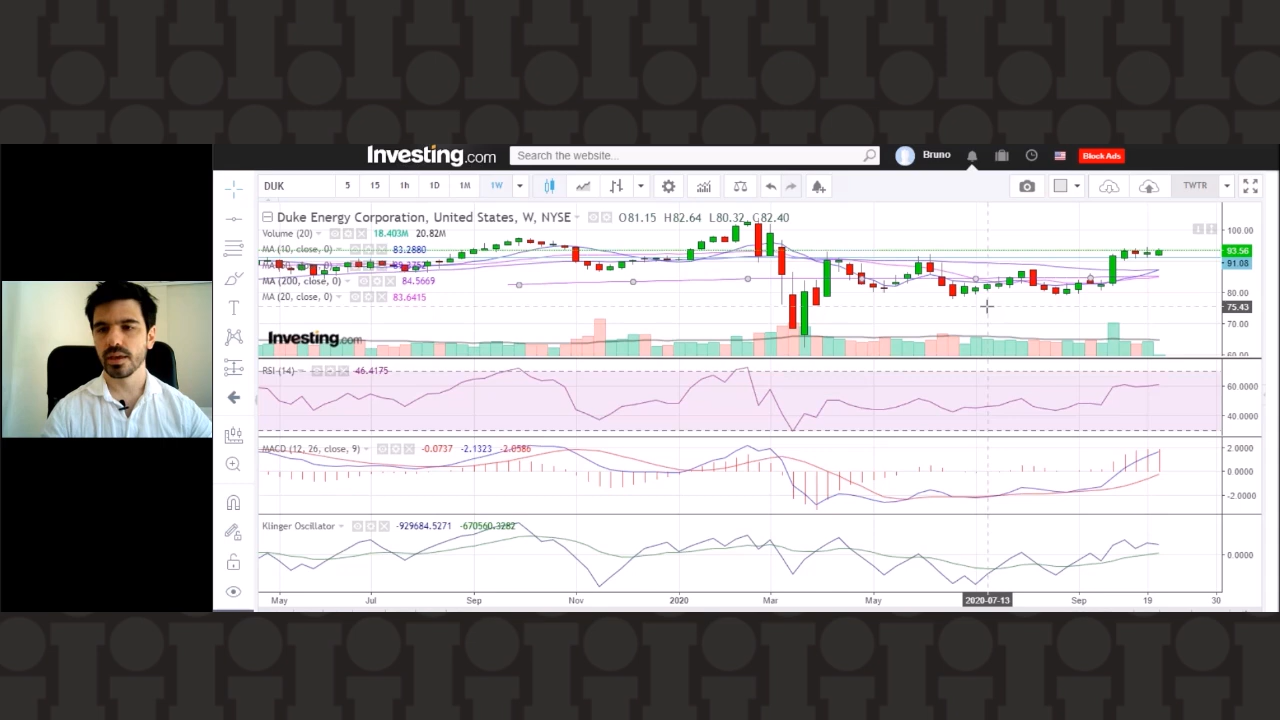 Investing.com Search the website... Bruno Block Ads
DUK 5 15 1h 1D 1M 1W TWTR
Duke Energy Corporation, United States, W, NYSE O81.15 H82.64 L80.32 C82.40
Volume (20) 18.403M 20.82M
MA (10, close, 0) 83.2880
MA (200, close, 0) 84.5669
MA (20, close, 0) 83.6415
100.00
93.56
91.08
80.00
75.43
70.00
60.00
Investing.com
RSI (14) 46.4175
60.0000
40.0000
MACD (12, 26, close, 9) -0.0737 -2.1323 -2.0586
2.0000
0.0000
-2.0000
Klinger Oscillator -929684.5271 -670560.3282
0.0000
May Jul Sep Nov 2020 Mar May 2020-07-13 Sep 19 30